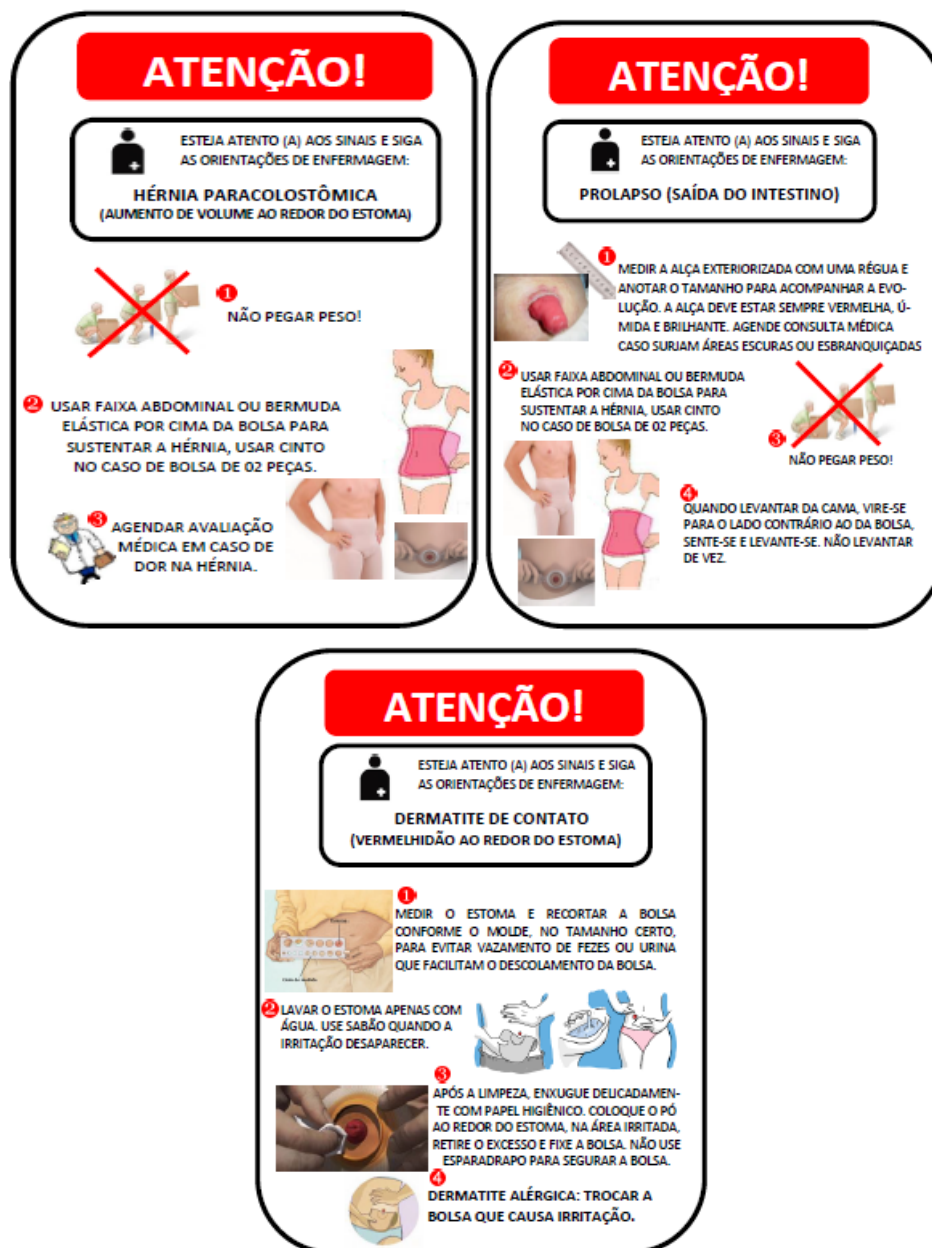 ATENÇÃO!
ESTEJA ATENTO (A) AOS SINAIS E SIGA
AS ORIENTAÇÕES DE ENFERMAGEM:
HÉRNIA PARACOLOSTÔMICA
(AUMENTO DE VOLUME AO REDOR DO ESTOMA)
1
NÃO PEGAR PESO!
2 USAR FAIXA ABDOMINAL OU BERMUDA
ELÁSTICA POR CIMA DA BOLSA PARA
SUSTENTAR A HÉRNIA, USAR CINTO
NO CASO DE BOLSA DE 02 PEÇAS.
3
AGENDAR AVALIAÇÃO
MÉDICA EM CASO DE
DOR NA HÉRNIA.
ATENÇÃO!
ESTEJA ATENTO (A) AOS SINAIS E SIGA
AS ORIENTAÇÕES DE ENFERMAGEM:
PROLAPSO (SAÍDA DO INTESTINO)
1
MEDIR A ALÇA EXTERIORIZADA COM UMA RÉGUA E
ANOTAR O TAMANHO PARA ACOMPANHAR A EVO-
LUÇÃO. A ALÇA DEVE ESTAR SEMPRE VERMELHA, Ú-
MIDA E BRILHANTE. AGENDE CONSULTA MÉDICA
CASO SURJAM ÁREAS ESCURAS OU ESBRANQUIÇADAS
2
USAR FAIXA ABDOMINAL OU BERMUDA
ELÁSTICA POR CIMA DA BOLSA PARA
SUSTENTAR A HÉRNIA, USAR CINTO
NO CASO DE BOLSA DE 02 PEÇAS.
3
NÃO PEGAR PESO!
4
QUANDO LEVANTAR DA CAMA, VIRE-SE
PARA O LADO CONTRÁRIO AO DA BOLSA,
SENTE-SE E LEVANTE-SE. NÃO LEVANTAR
DE VEZ.
ATENÇÃO!
ESTEJA ATENTO (A) AOS SINAIS E SIGA
AS ORIENTAÇÕES DE ENFERMAGEM:
DERMATITE DE CONTATO
(VERMELHIDÃO AO REDOR DO ESTOMA)
1
MEDIR O ESTOMA E RECORTAR A BOLSA
CONFORME O MOLDE, NO TAMANHO CERTO,
PARA EVITAR VAZAMENTO DE FEZES OU URINA
QUE FACILITAM O DESCOLAMENTO DA BOLSA.
2 LAVAR O ESTOMA APENAS COM
ÁGUA. USE SABÃO QUANDO A
IRRITAÇÃO DESAPARECER.
3
APÓS A LIMPEZA, ENXUGUE DELICADAMEN-
TE COM PAPEL HIGIÊNICO. COLOQUE O PÓ
AO REDOR DO ESTOMA, NA ÁREA IRRITADA,
RETIRE O EXCESSO E FIXE A BOLSA. NÃO USE
ESPARADRAPO PARA SEGURAR A BOLSA.
4
DERMATITE ALÉRGICA: TROCAR A
BOLSA QUE CAUSA IRRITAÇÃO.